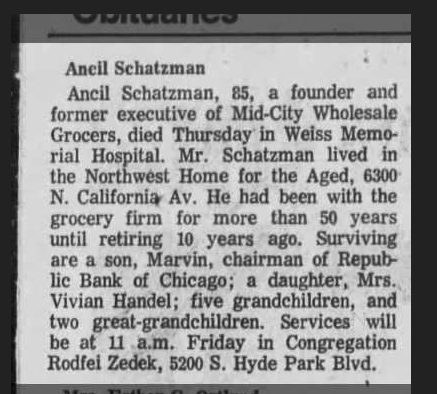 Obituaries
Ancil Schatzman
Ancil Schatzman, 85, a founder and
former executive of Mid-City Wholesale
Grocers, died Thursday in Weiss Memo-
rial Hospital. Mr. Schatzman lived in
the Northwest Home for the Aged, 6300
N. California Av. He had been with the
grocery firm for more than 50 years
until retiring 10 years ago. Surviving
are a son, Marvin, chairman of Repub-
lic Bank of Chicago; a daughter, Mrs.
Vivian Handel; five grandchildren, and
two great-grandchildren. Services will
be at 11 a.m. Friday in Congregation
Rodfei Zedek, 5200 S. Hyde Park Blvd.